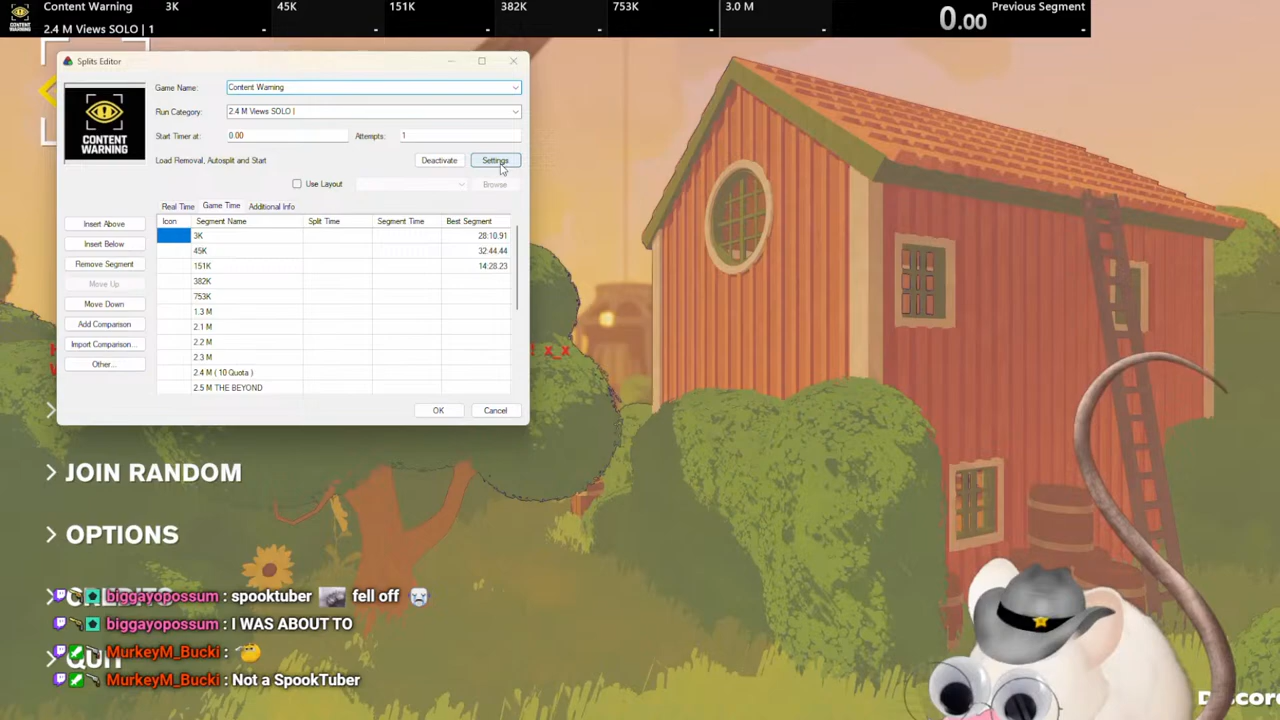 Content Warning
3K
45K
151K
382K
753K
3.0 M
0.00
Previous Segment
2.4 M Views SOLO | 1
-
-
-
-
-
-
-
Splits Editor
CONTENT
WARNING
Game Name:
Content Warning
Run Category:
2.4 M Views SOLO |
Start Timer at:
0.00
Attempts:
1
Load Removal, Autosplit and Start
Deactivate
Settings
Use Layout
Browse
Real Time
Game Time
Additional Info
Insert Above
Insert Below
Remove Segment
Move Up
Move Down
Add Comparison
Import Comparison...
Other...
Icon
Segment Name
Split Time
Segment Time
Best Segment
3K
28:10.91
45K
32:44.44
151K
14:28.23
382K
753K
1.3 M
2.1 M
2.2 M
2.3 M
2.4 M ( 10 Quota )
2.5 M THE BEYOND
OK
Cancel
x_x
> JOIN RANDOM
> OPTIONS
> CREDITS
> QUIT
biggayopossum : spooktuber fell off
biggayopossum : I WAS ABOUT TO
MurkeyM_Bucki :
MurkeyM_Bucki : Not a SpookTuber
Discord